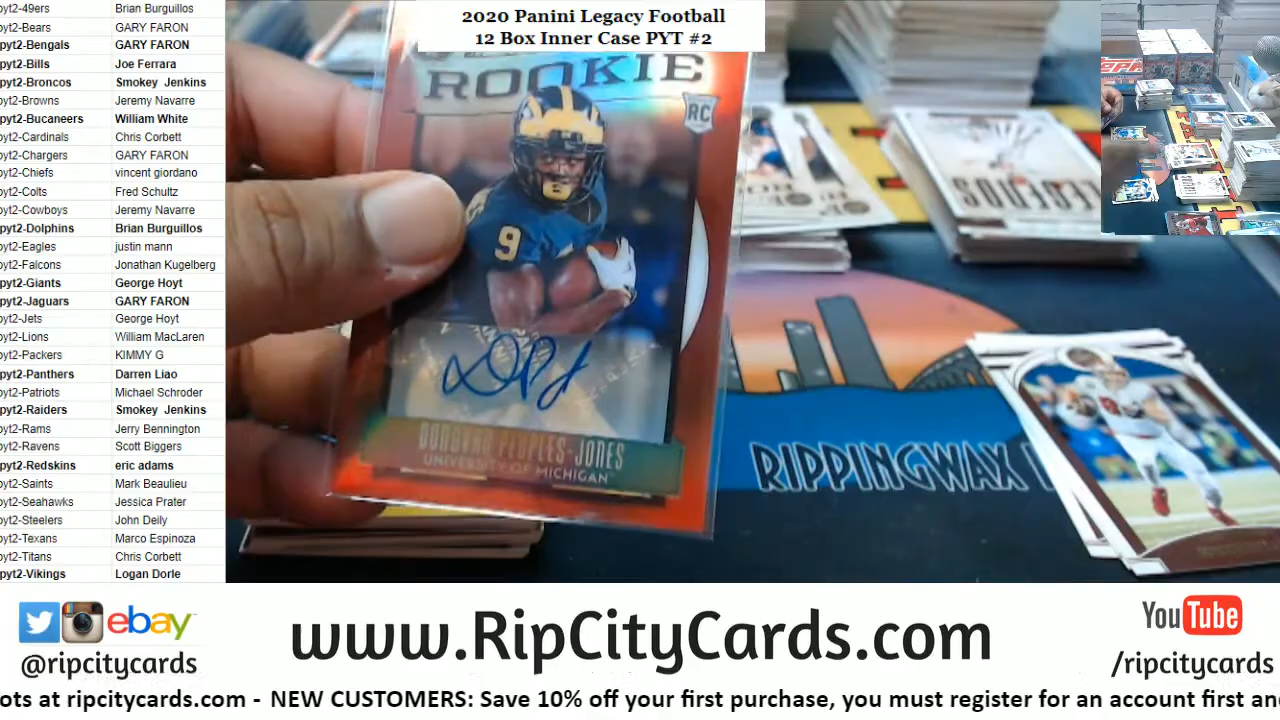 2020 Panini Legacy Football
12 Box Inner Case PYT #2
pyt2-49ers Brian Burguillos
pyt2-Bears GARY FARON
pyt2-Bengals GARY FARON
pyt2-Bills Joe Ferrara
pyt2-Broncos Smokey Jenkins
pyt2-Browns Jeremy Navarre
pyt2-Bucaneers William White
pyt2-Cardinals Chris Corbett
pyt2-Chargers GARY FARON
pyt2-Chiefs vincent giordano
pyt2-Colts Fred Schultz
pyt2-Cowboys Jeremy Navarre
pyt2-Dolphins Brian Burguillos
pyt2-Eagles justin mann
pyt2-Falcons Jonathan Kugelberg
pyt2-Giants George Hoyt
pyt2-Jaguars GARY FARON
pyt2-Jets George Hoyt
pyt2-Lions William MacLaren
pyt2-Packers KIMMY G
pyt2-Panthers Darren Liao
pyt2-Patriots Michael Schroder
pyt2-Raiders Smokey Jenkins
pyt2-Rams Jerry Bennington
pyt2-Ravens Scott Biggers
pyt2-Redskins eric adams
pyt2-Saints Mark Beaulieu
pyt2-Seahawks Jessica Prater
pyt2-Steelers John Deily
pyt2-Texans Marco Espinoza
pyt2-Titans Chris Corbett
pyt2-Vikings Logan Dorle
ROOKIE
RC
9
DONOVAN PEOPLES-JONES
UNIVERSITY OF MICHIGAN
LEGENDS
RIPPINGWAX
ebay
@ripcitycards
www.RipCityCards.com
YouTube
/ripcitycards
ots at ripcitycards.com - NEW CUSTOMERS: Save 10% off your first purchase, you must register for an account first an